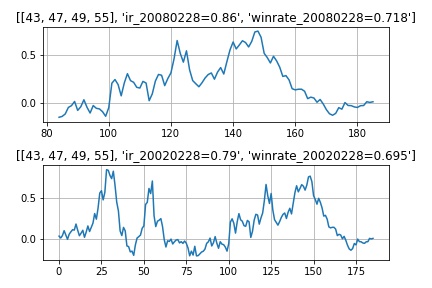 [[43, 47, 49, 55], 'ir_20080228=0.86', 'winrate_20080228=0.718']
0.5
0.0
80 100 120 140 160 180
[[43, 47, 49, 55], 'ir_20020228=0.79', 'winrate_20020228=0.695']
0.5
0.0
0 25 50 75 100 125 150 175